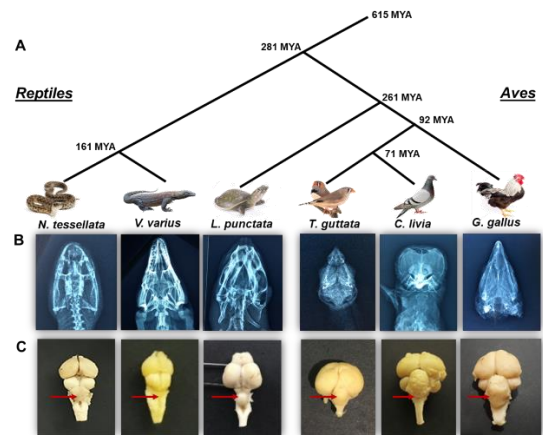 615 MYA
A
281 MYA
Reptiles
261 MYA
Aves
92 MYA
161 MYA
71 MYA
N. tessellata V. varius L. punctata T. guttata C. livia G. gallus
B
C